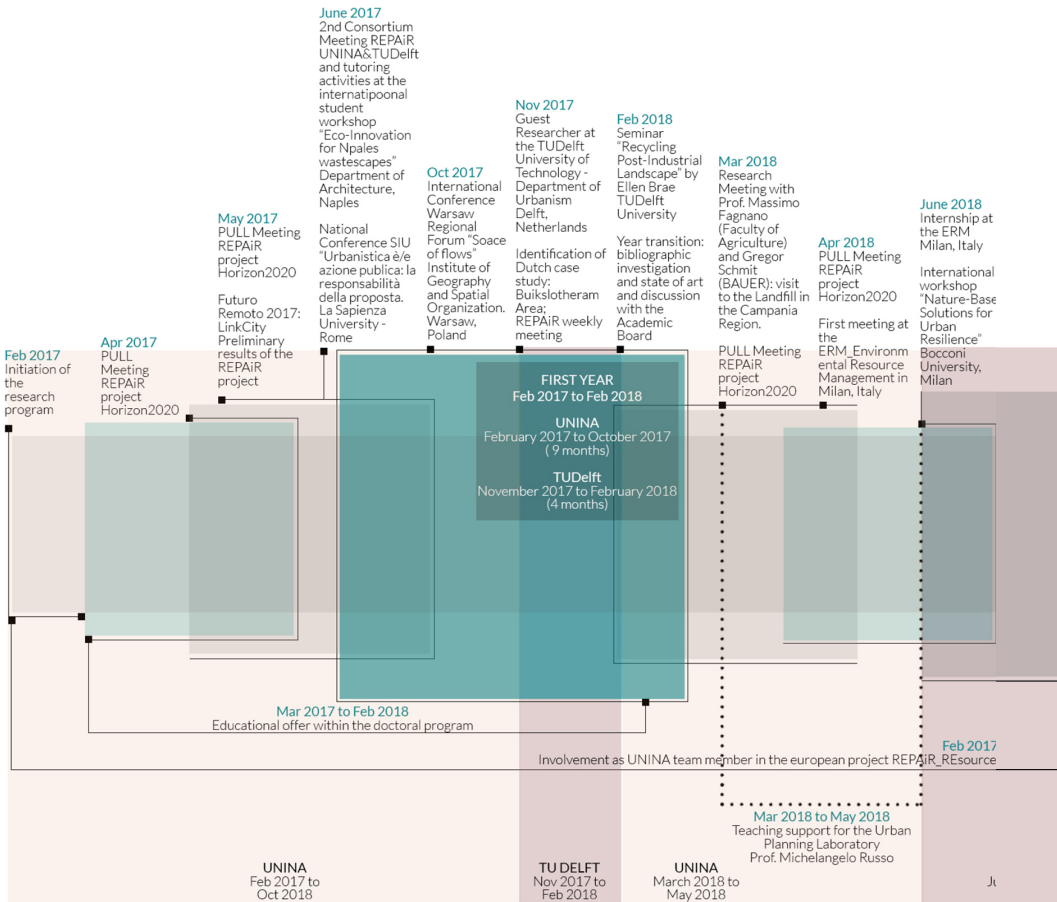 Feb 2017
Initiation of
the
research
program
Apr 2017
PULL
Meeting
REPAiR
project
Horizon2020
May 2017
PULL Meeting
REPAiR
project
Horizon2020
Futuro
Remoto 2017:
LinkCity
Preliminary
results of the
REPAiR
project
June 2017
2nd Consortium
Meeting REPAiR
UNINA&TUDelft
and tutoring
activities at the
internatipoonal
student
workshop
“Eco-Innovation
for Npales
wastescapes”
Department of
Architecture,
Naples
National
Conference SIU
“Urbanistica è/e
azione publica: la
responsabilità
della proposta.
La Sapienza
University -
Rome
Oct 2017
International
Conference
Warsaw
Regional
Forum “Soace
of flows”
Institute of
Geography
and Spatial
Organization.
Warsaw,
Poland
Nov 2017
Guest
Researcher at
the TUDelft
University of
Technology -
Department of
Urbanism
Delft,
Netherlands
Identification of
Dutch case
study:
Buikslotheram
Area;
REPAiR weekly
meeting
Feb 2018
Seminar
“Recycling
Post-Industrial
Landscape” by
Ellen Brae
TUDelft
University
Year transition:
bibliographic
investigation
and state of art
and discussion
with the
Academic
Board
Mar 2018
Research
Meeting with
Prof. Massimo
Fagnano
(Faculty of
Agriculture)
and Gregor
Schmit
(BAUER): visit
to the Landfill in
the Campania
Region.
PULL Meeting
REPAiR
project
Horizon2020
Apr 2018
PULL Meeting
REPAiR
project
Horizon2020
First meeting at
the
ERM_Environm
ental Resource
Management in
Milan, Italy
June 2018
Internship at
the ERM
Milan, Italy
International
workshop
“Nature-Base
Solutions for
Urban
Resilience”
Bocconi
University,
Milan
FIRST YEAR
Feb 2017 to Feb 2018
UNINA
February 2017 to October 2017
( 9 months)
TUDelft
November 2017 to February 2018
(4 months)
Mar 2017 to Feb 2018
Educational offer within the doctoral program
Feb 2017
Involvement as UNINA team member in the european project REPAiR_REsource
Mar 2018 to May 2018
Teaching support for the Urban
Planning Laboratory
Prof. Michelangelo Russo
UNINA
Feb 2017 to
Oct 2018
TU DELFT
Nov 2017 to
Feb 2018
UNINA
March 2018 to
May 2018